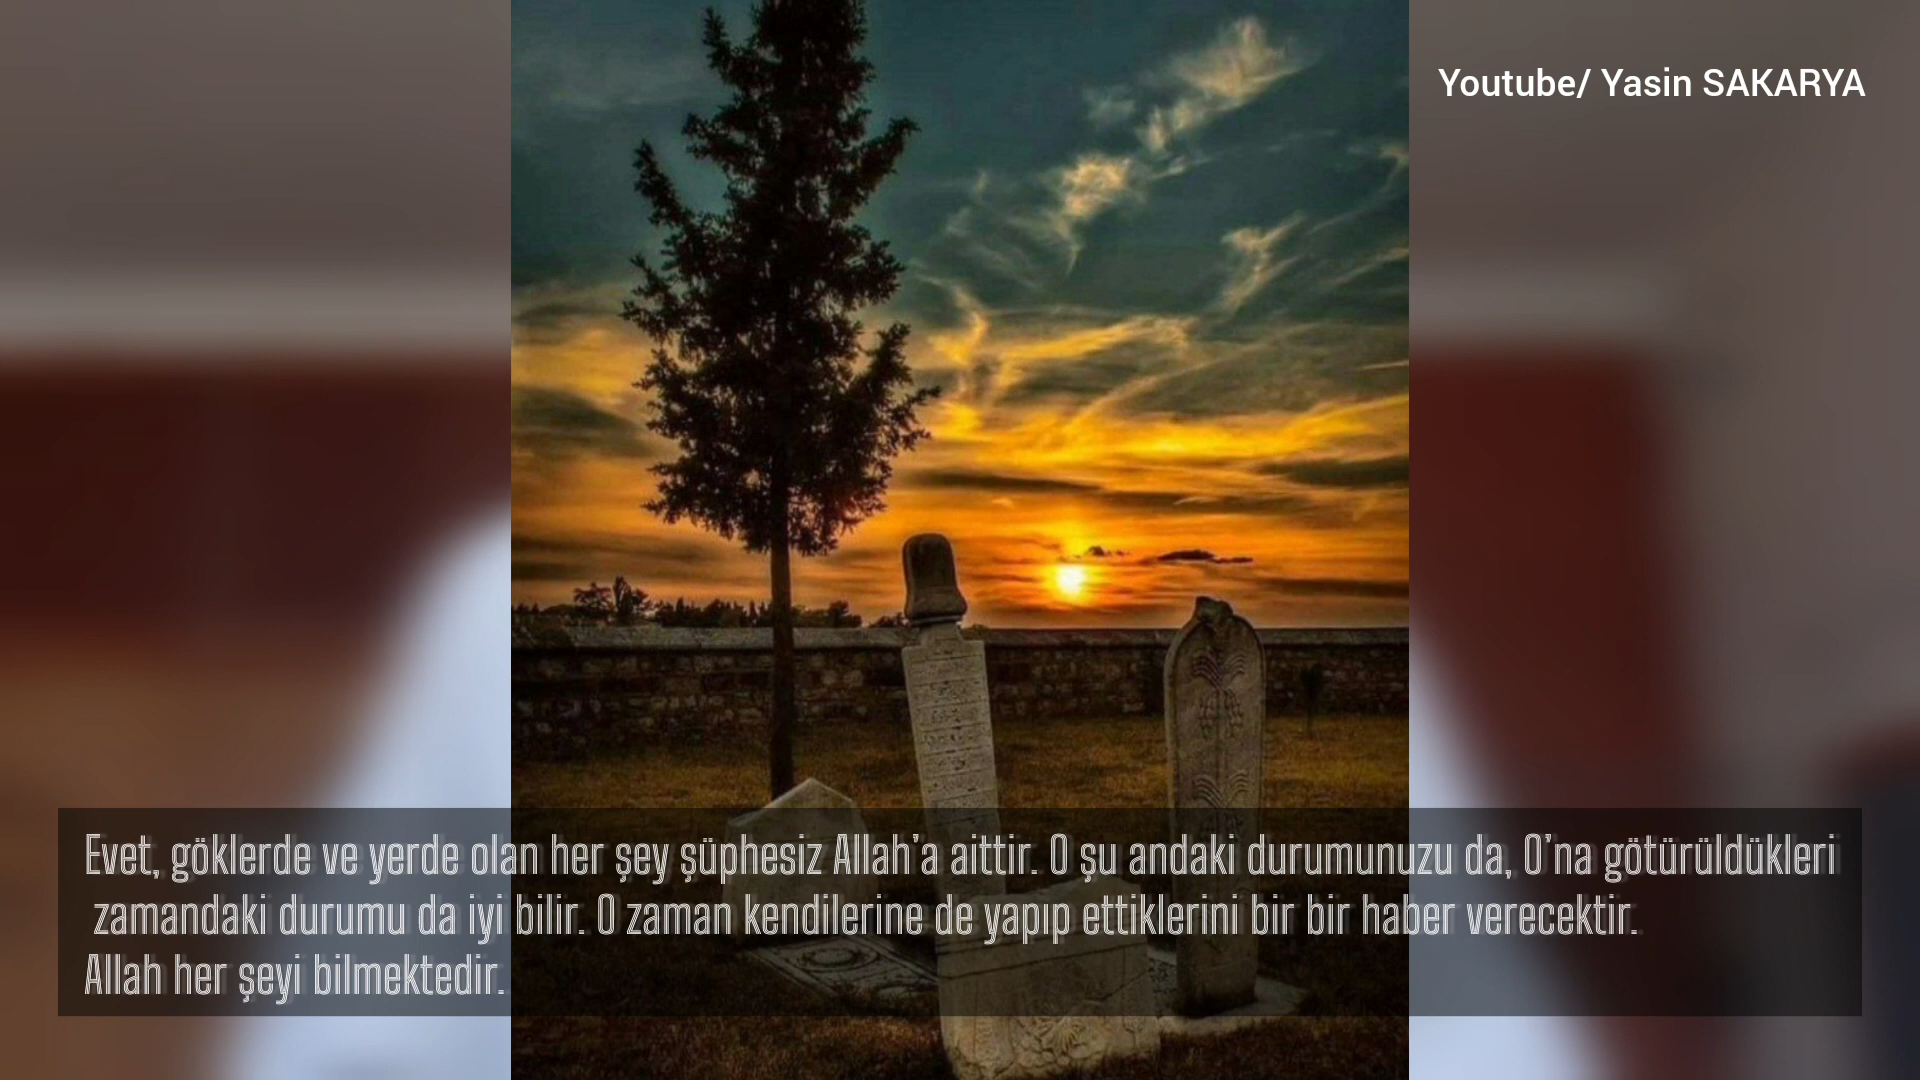 Youtube/ Yasin SAKARYA
Evet, göklerde ve yerde olan her şey şüphesiz Allah’a aittir. O şu andaki durumunuzu da, O’na götürüldükleri
zamandaki durumu da iyi bilir. O zaman kendilerine de yapıp ettiklerini bir bir haber verecektir.
Allah her şeyi bilmektedir.